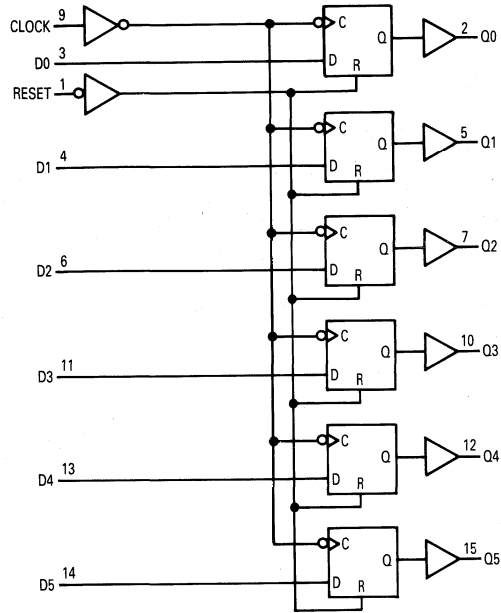 CLOCK 9
C Q 2 Q0
D0 3 D R
RESET 1
C Q 5 Q1
D1 4 D R
C Q 7 Q2
D2 6 D R
C Q 10 Q3
D3 11 D R
C Q 12 Q4
D4 13 D R
C Q 15 Q5
D5 14 D R